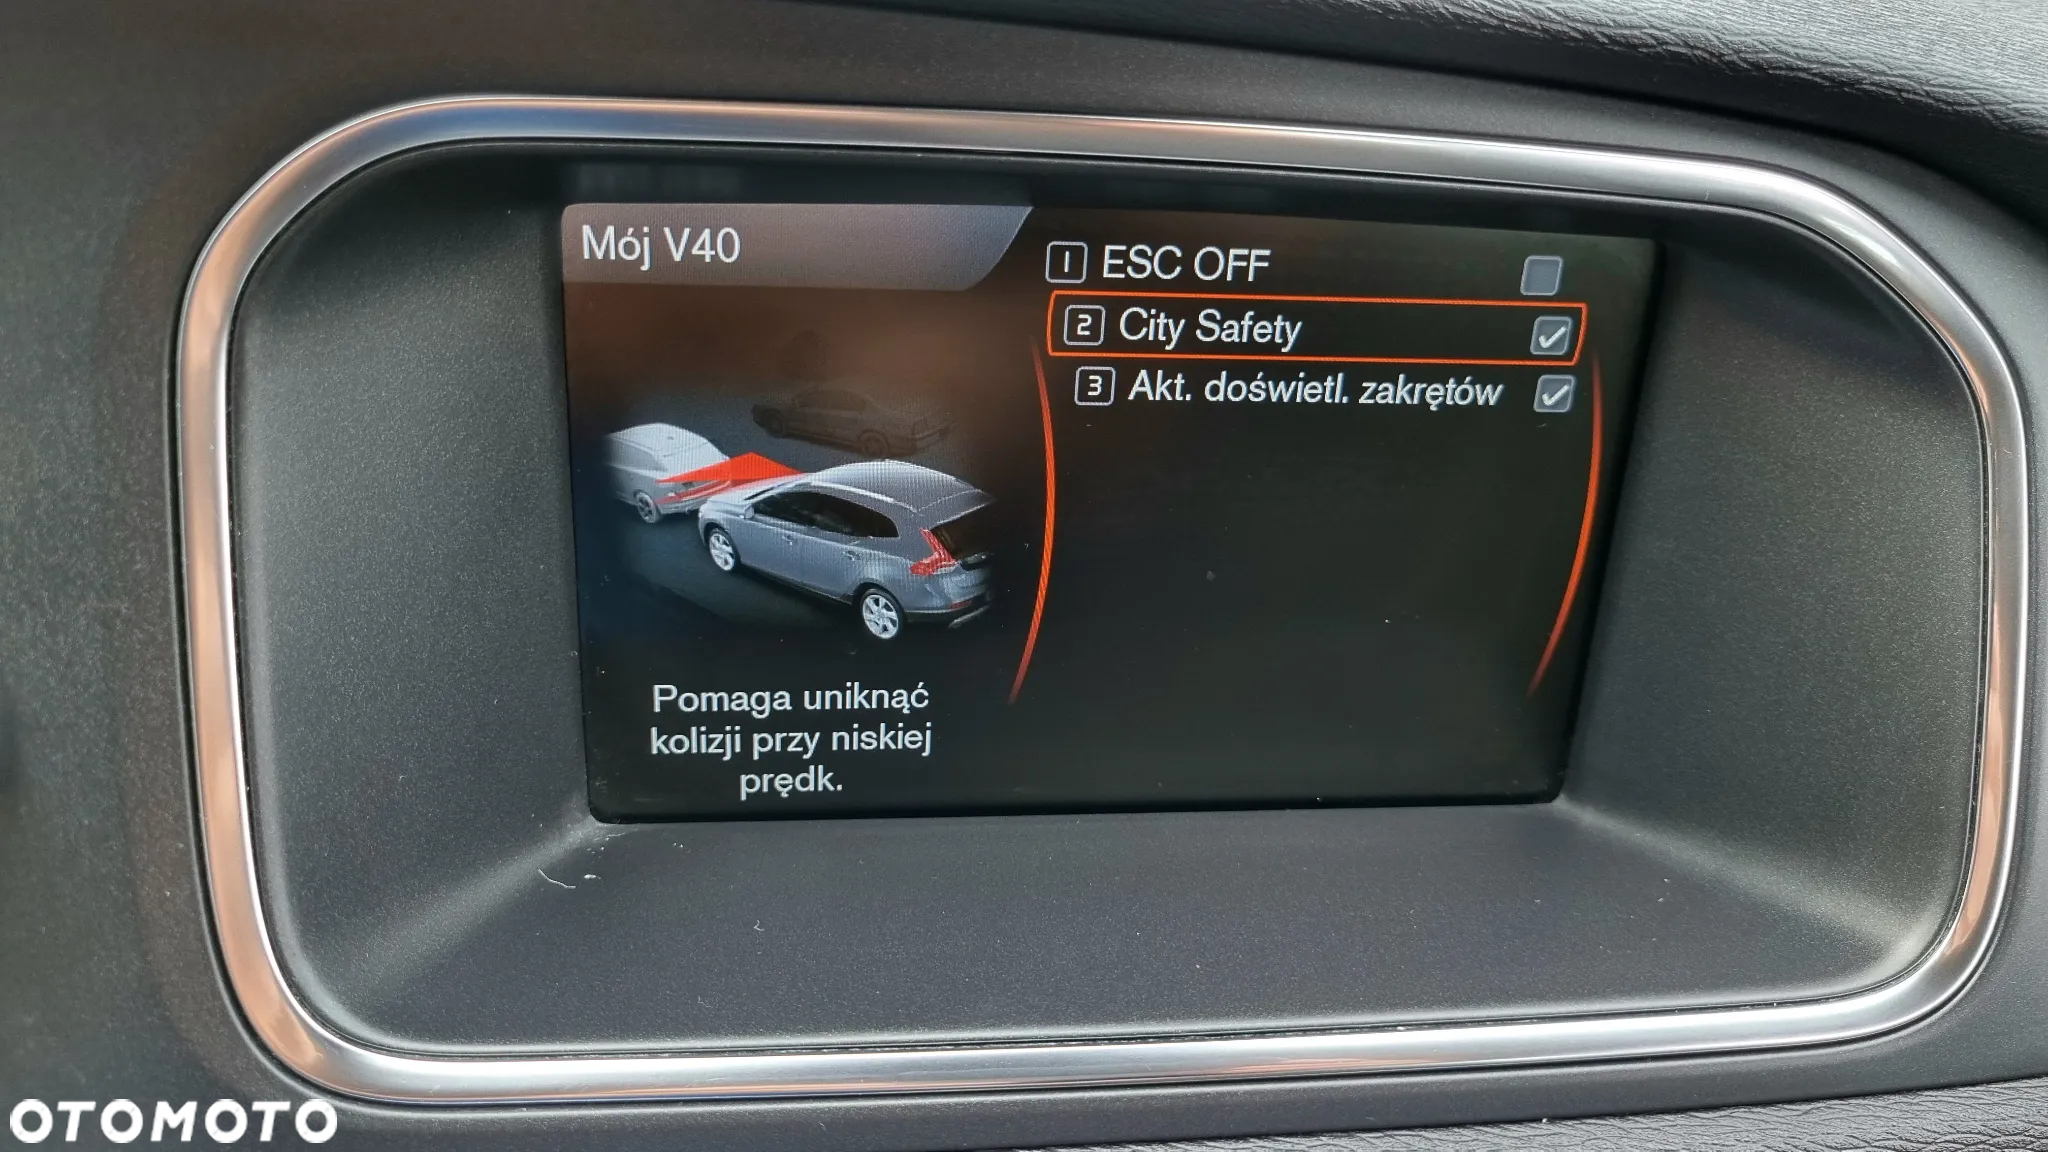 Mój V40
1 ESC OFF
2 City Safety
3 Akt. doświetl. zakrętów
Pomaga uniknąć
kolizji przy niskiej
prędk.
OTOMOTO